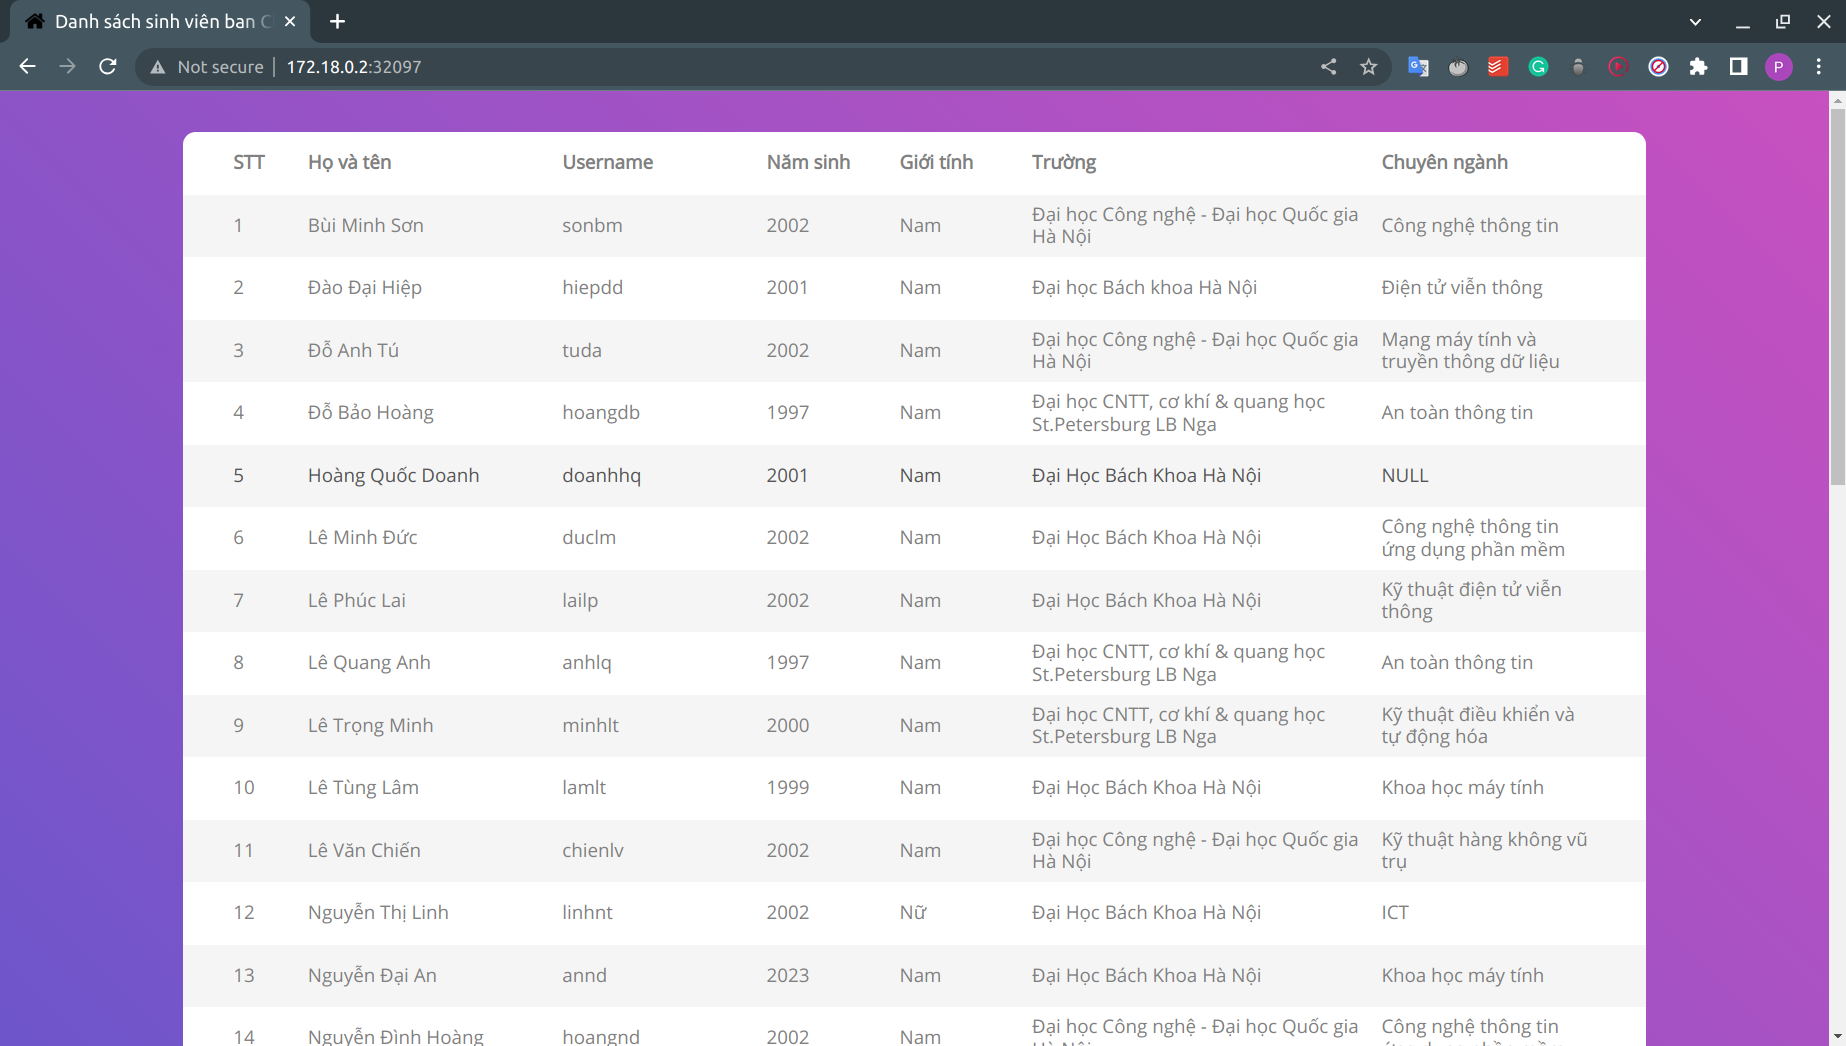 Danh sách sinh viên ban C
Not secure 172.18.0.2:32097
P
STT Họ và tên Username Năm sinh Giới tính Trường Chuyên ngành
1 Bùi Minh Sơn sonbm 2002 Nam Đại học Công nghệ - Đại học Quốc gia Công nghệ thông tin
Hà Nội
2 Đào Đại Hiệp hiepdd 2001 Nam Đại học Bách khoa Hà Nội Điện tử viễn thông
3 Đỗ Anh Tú tuda 2002 Nam Đại học Công nghệ - Đại học Quốc gia Mạng máy tính và
Hà Nội truyền thông dữ liệu
4 Đỗ Bảo Hoàng hoangdb 1997 Nam Đại học CNTT, cơ khí & quang học An toàn thông tin
St.Petersburg LB Nga
5 Hoàng Quốc Doanh doanhhq 2001 Nam Đại Học Bách Khoa Hà Nội NULL
6 Lê Minh Đức duclm 2002 Nam Đại Học Bách Khoa Hà Nội Công nghệ thông tin
ứng dụng phần mềm
7 Lê Phúc Lai lailp 2002 Nam Đại Học Bách Khoa Hà Nội Kỹ thuật điện tử viễn
thông
8 Lê Quang Anh anhlq 1997 Nam Đại học CNTT, cơ khí & quang học An toàn thông tin
St.Petersburg LB Nga
9 Lê Trọng Minh minhlt 2000 Nam Đại học CNTT, cơ khí & quang học Kỹ thuật điều khiển và
St.Petersburg LB Nga tự động hóa
10 Lê Tùng Lâm lamlt 1999 Nam Đại Học Bách Khoa Hà Nội Khoa học máy tính
11 Lê Văn Chiến chienlv 2002 Nam Đại học Công nghệ - Đại học Quốc gia Kỹ thuật hàng không vũ
Hà Nội trụ
12 Nguyễn Thị Linh linhnt 2002 Nữ Đại Học Bách Khoa Hà Nội ICT
13 Nguyễn Đại An annd 2023 Nam Đại Học Bách Khoa Hà Nội Khoa học máy tính
14 Nguyễn Đình Hoàng hoangnd 2002 Nam Đại học Công nghệ - Đại học Quốc gia Công nghệ thông tin